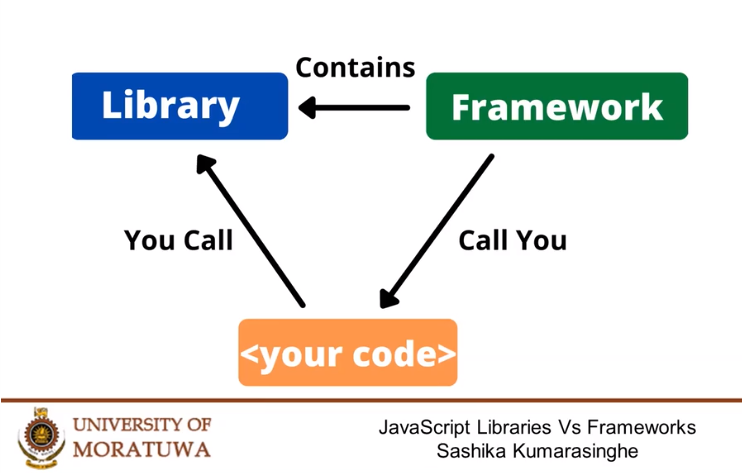 Contains
Library
Framework
You Call
Call You
<your code>
UNIVERSITY OF
MORATUWA
JavaScript Libraries Vs Frameworks
Sashika Kumarasinghe